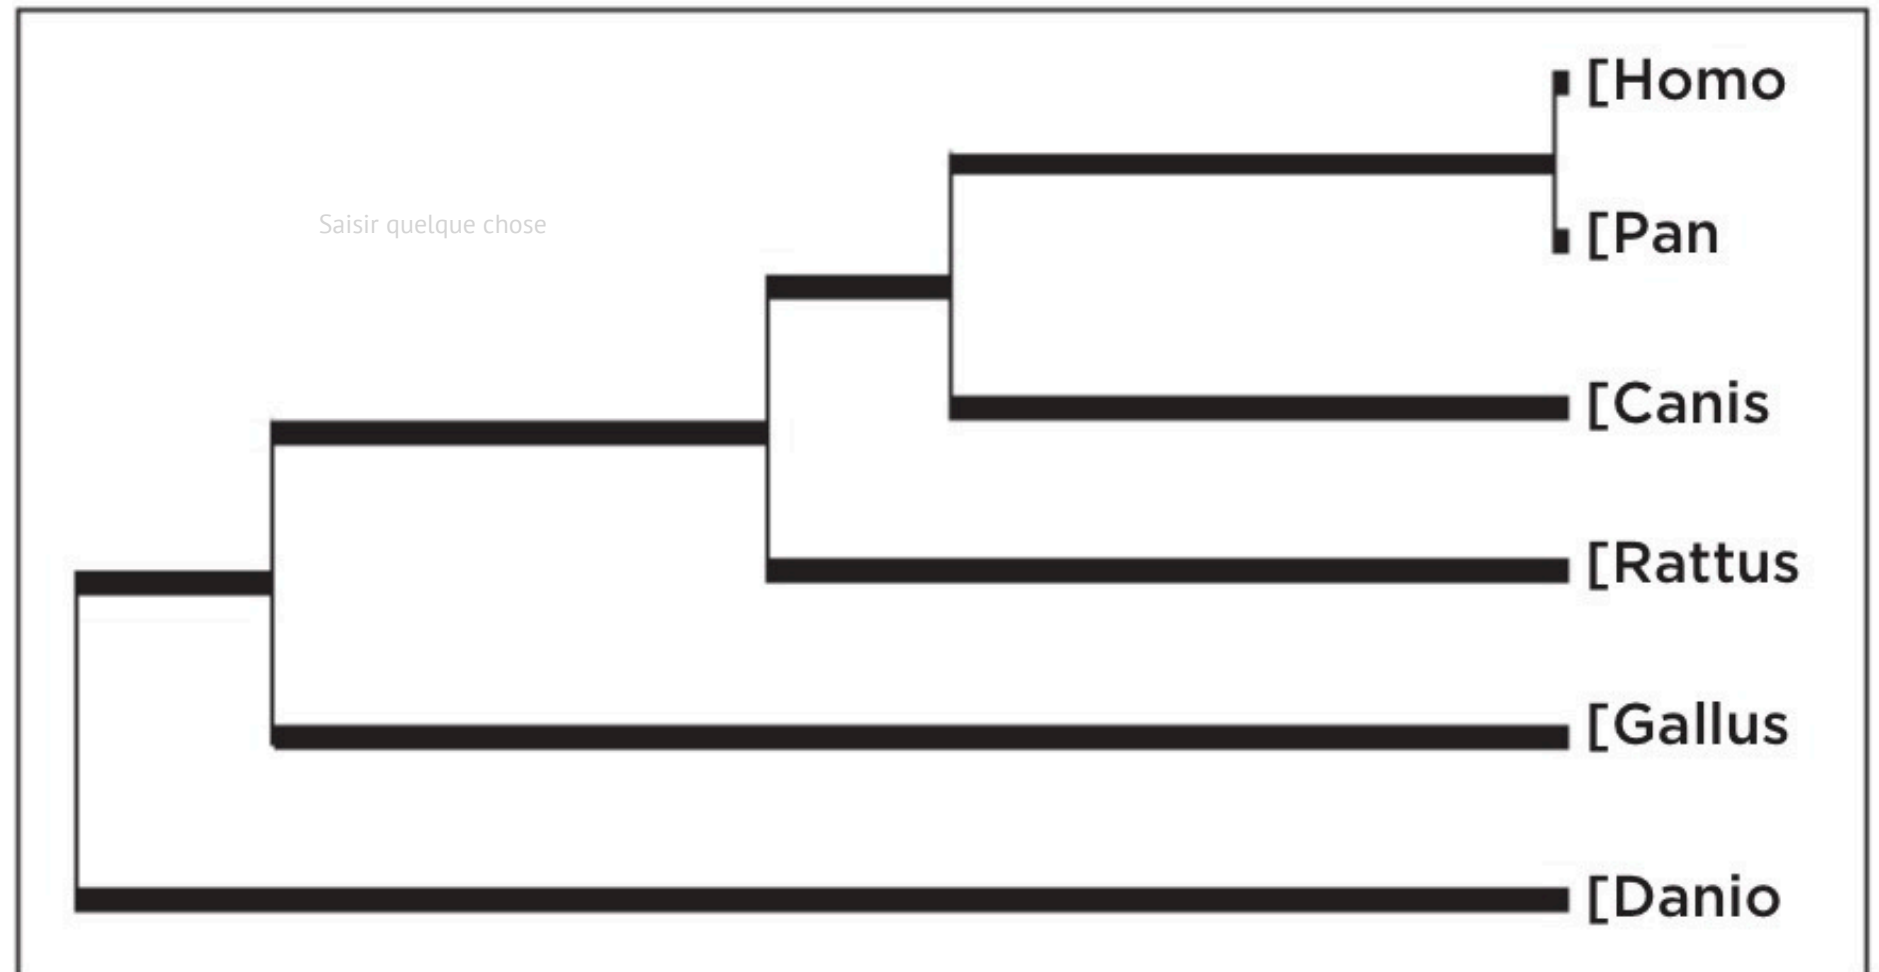 [Homo
Saisir quelque chose
[Pan
[Canis
[Rattus
[Gallus
[Danio